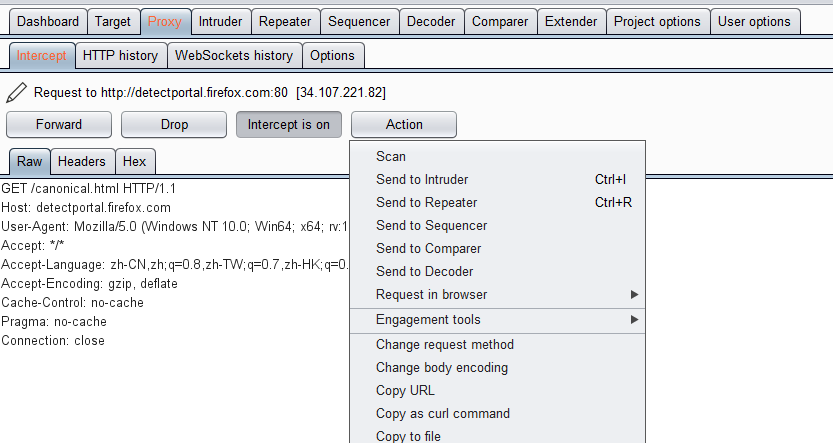 Dashboard Target Proxy Intruder Repeater Sequencer Decoder Comparer Extender Project options User options
Intercept HTTP history WebSockets history Options
Request to http://detectportal.firefox.com:80 [34.107.221.82]
Forward Drop Intercept is on Action
Raw Headers Hex
GET /canonical.html HTTP/1.1
Host: detectportal.firefox.com
User-Agent: Mozilla/5.0 (Windows NT 10.0; Win64; x64; rv:1
Accept: */*
Accept-Language: zh-CN,zh;q=0.8,zh-TW;q=0.7,zh-HK;q=0.
Accept-Encoding: gzip, deflate
Cache-Control: no-cache
Pragma: no-cache
Connection: close
Scan
Send to Intruder Ctrl+I
Send to Repeater Ctrl+R
Send to Sequencer
Send to Comparer
Send to Decoder
Request in browser
Engagement tools
Change request method
Change body encoding
Copy URL
Copy as curl command
Copy to file